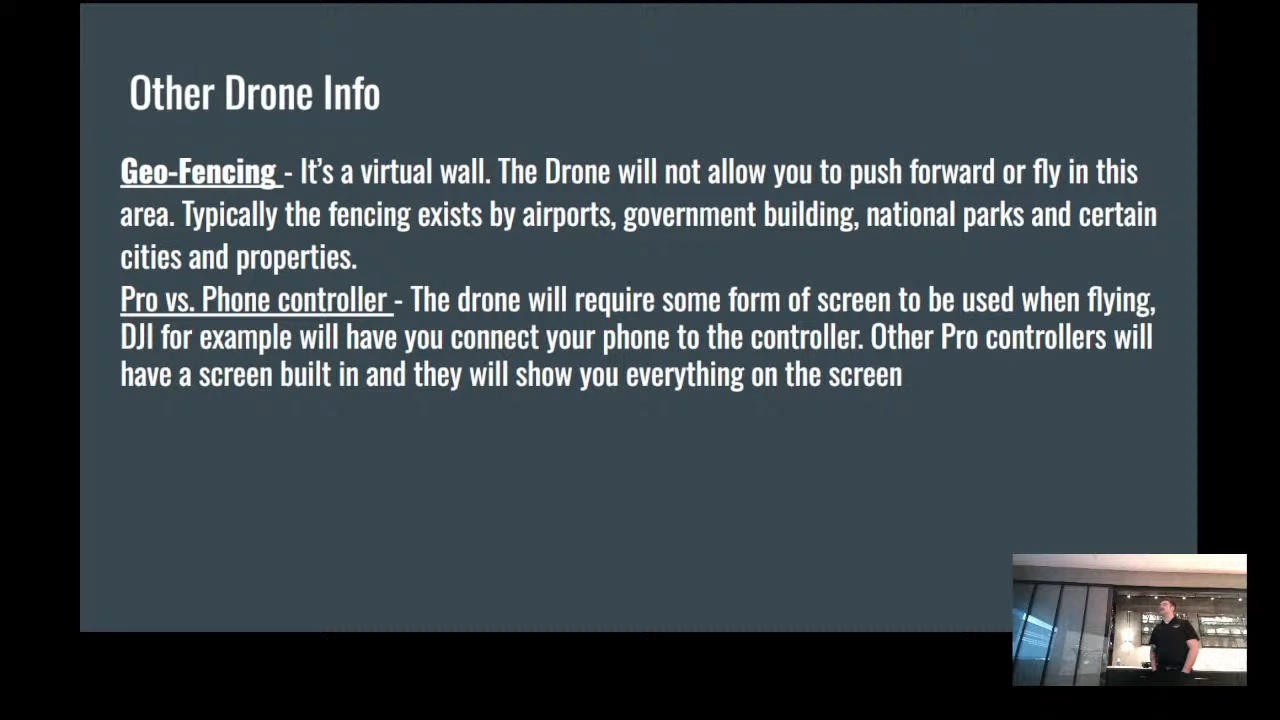 Other Drone Info
Geo-Fencing - It's a virtual wall. The Drone will not allow you to push forward or fly in this
area. Typically the fencing exists by airports, government building, national parks and certain
cities and properties.
Pro vs. Phone controller - The drone will require some form of screen to be used when flying,
DJI for example will have you connect your phone to the controller. Other Pro controllers will
have a screen built in and they will show you everything on the screen